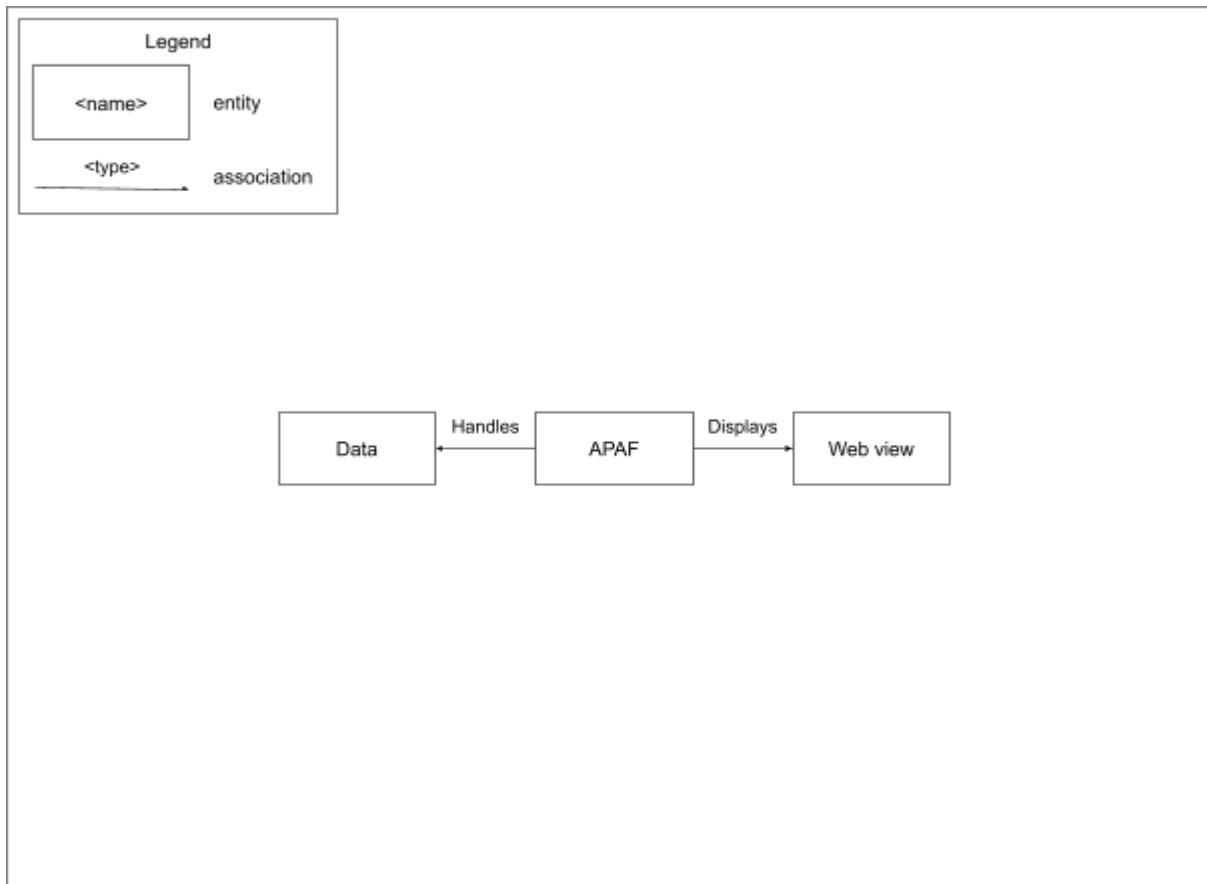 Legend
<name>
entity
<type>
association
Handles
Displays
Data
APAF
Web view